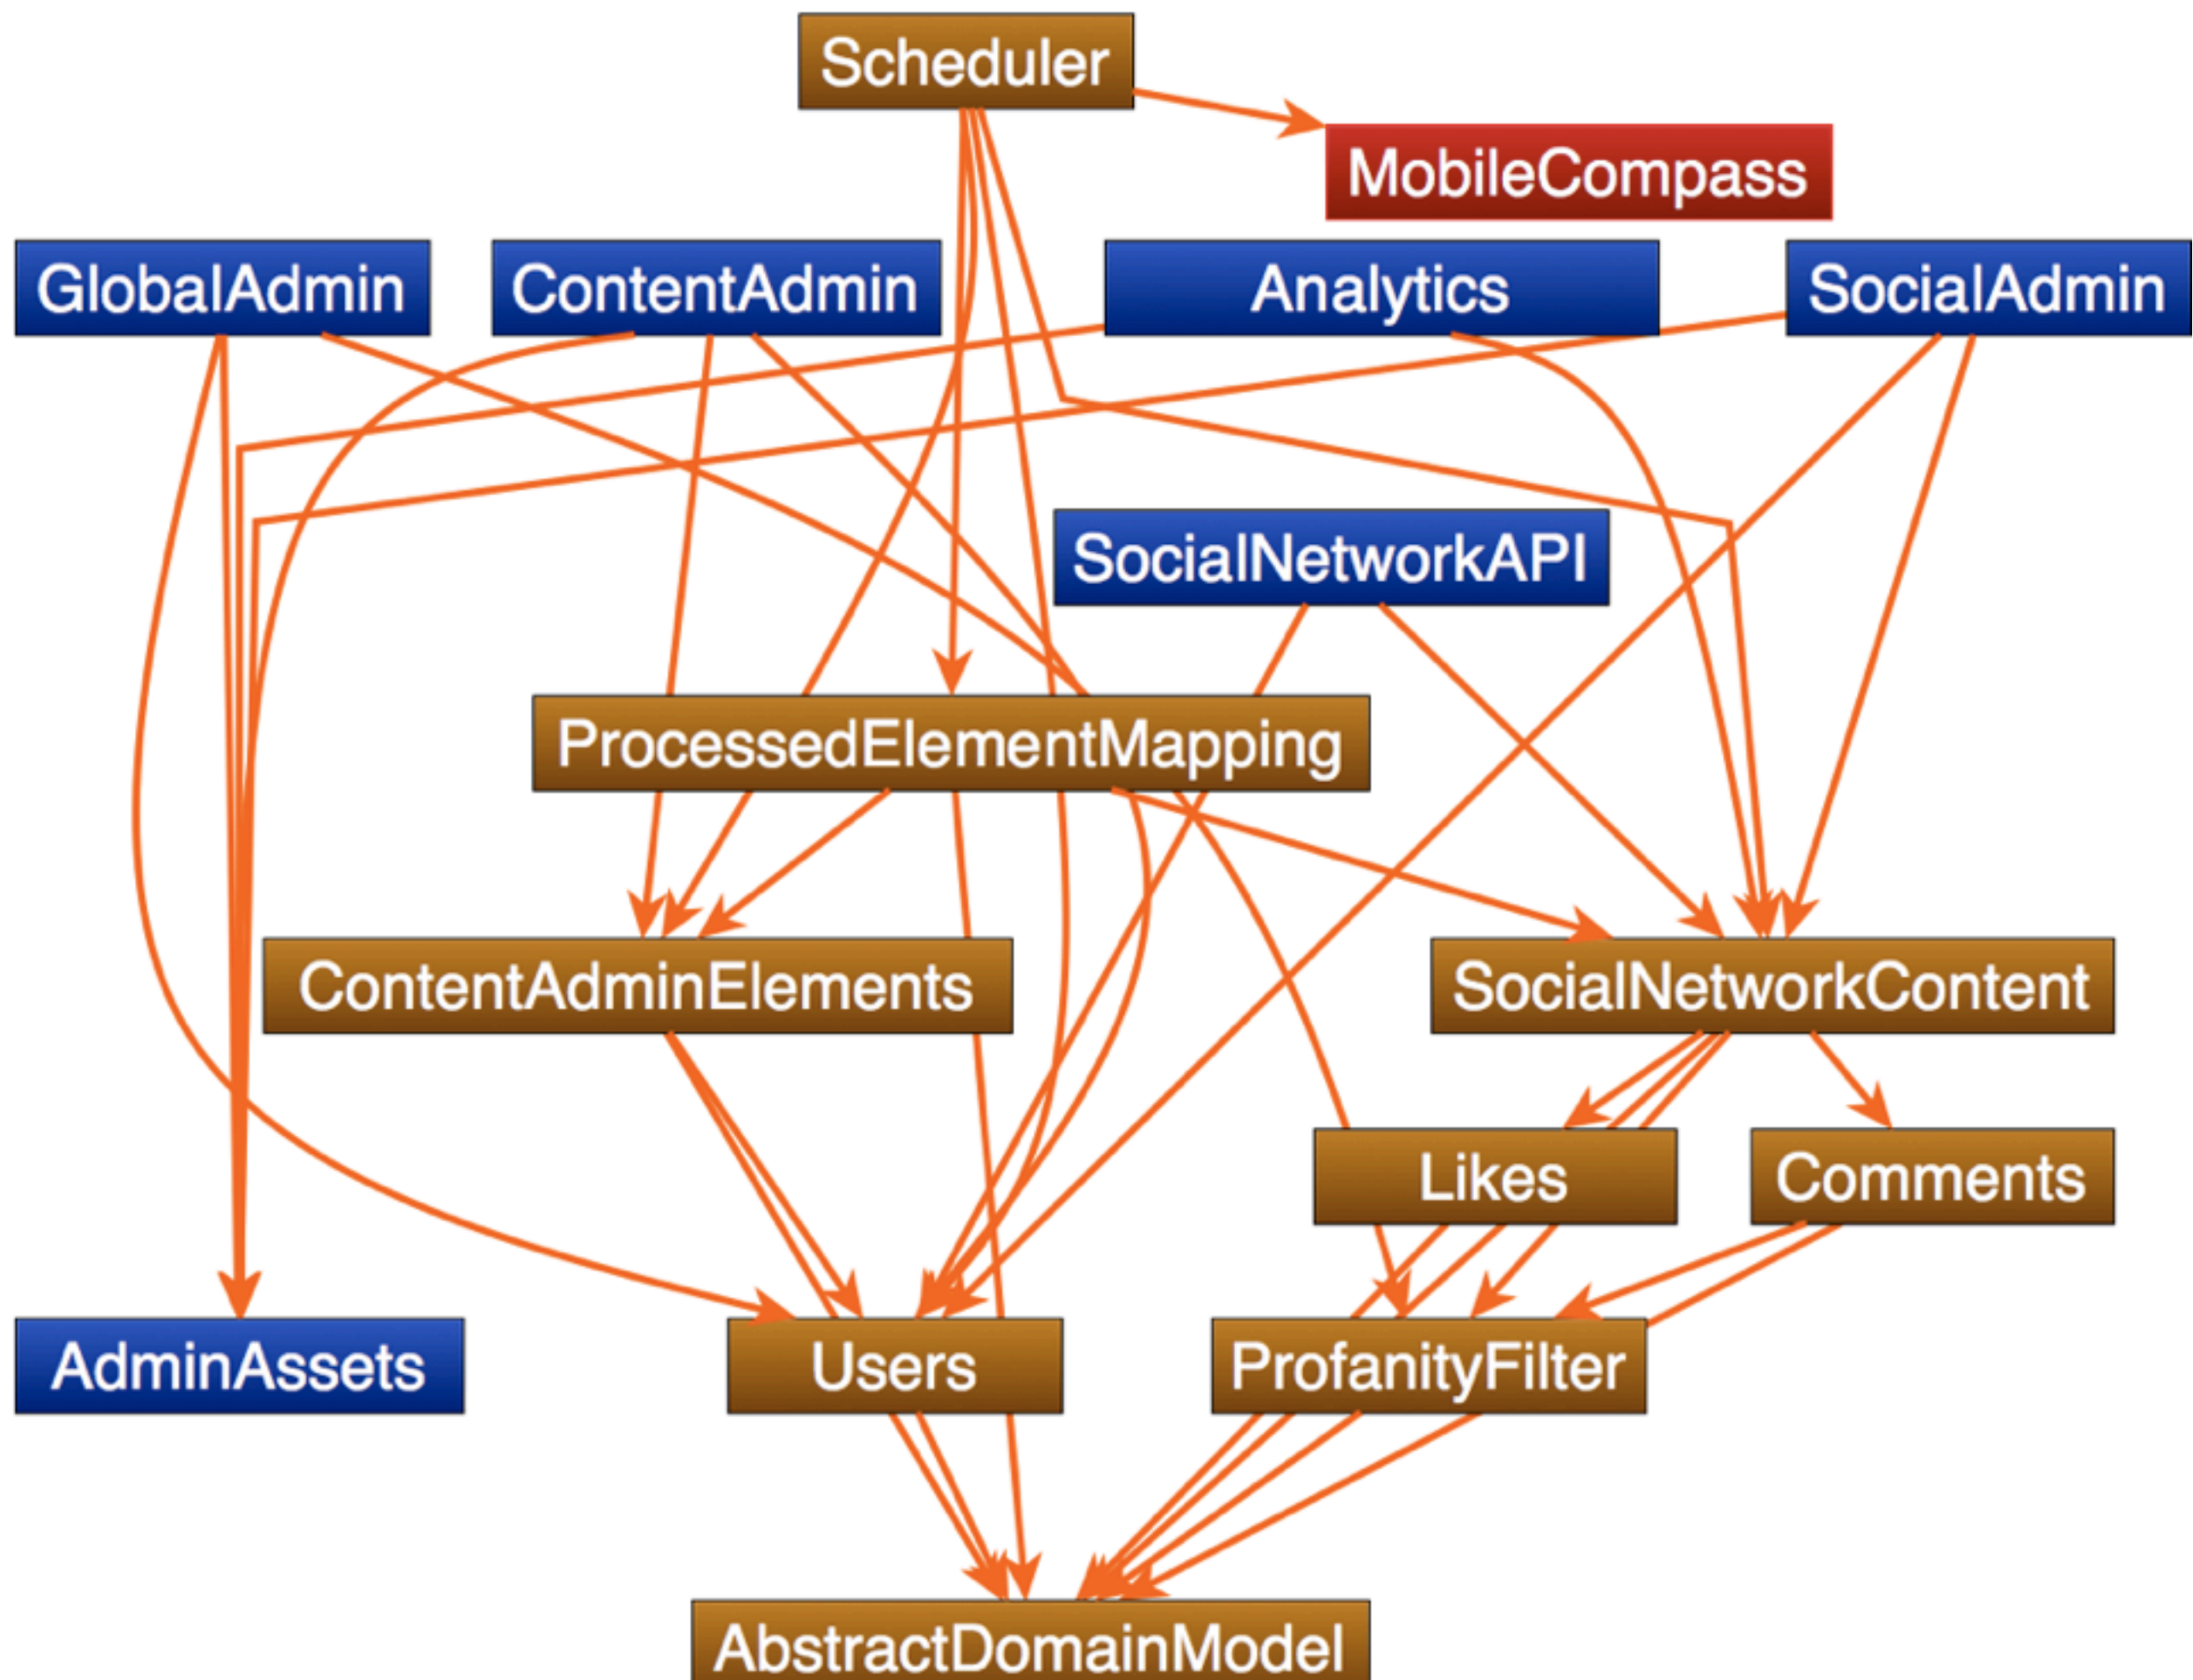 Scheduler
MobileCompass
GlobalAdmin
ContentAdmin
Analytics
SocialAdmin
SocialNetworkAPI
ProcessedElementMapping
ContentAdminElements
SocialNetworkContent
Likes
Comments
AdminAssets
Users
ProfanityFilter
AbstractDomainModel